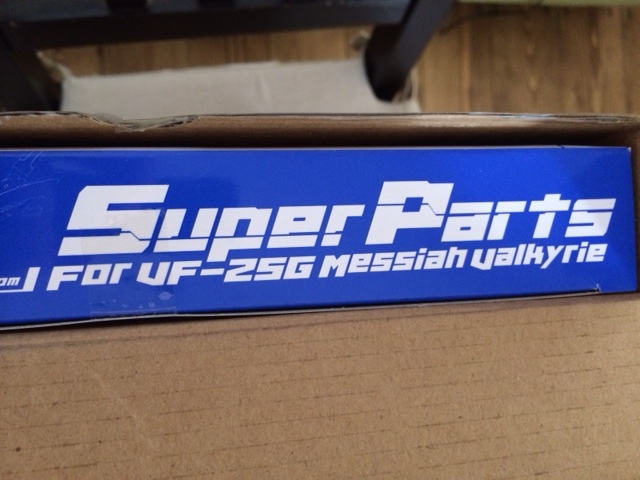 Super Parts
For VF-25G Messiah Valkyrie